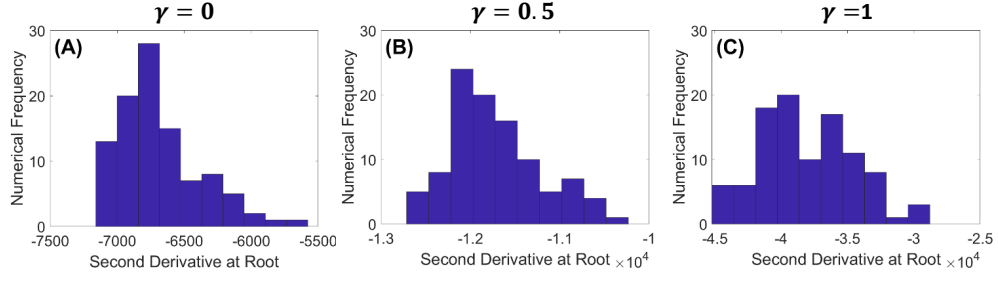 γ = 0
(A)
Numerical Frequency
30
20
10
0
-7500
-7000
-6500
-6000
-5500
Second Derivative at Root
γ = 0.5
(B)
Numerical Frequency
30
20
10
0
-1.3
-1.2
-1.1
-1
Second Derivative at Root ×10⁴
γ =1
(C)
Numerical Frequency
30
20
10
0
-4.5
-4
-3.5
-3
-2.5
Second Derivative at Root ×10⁴